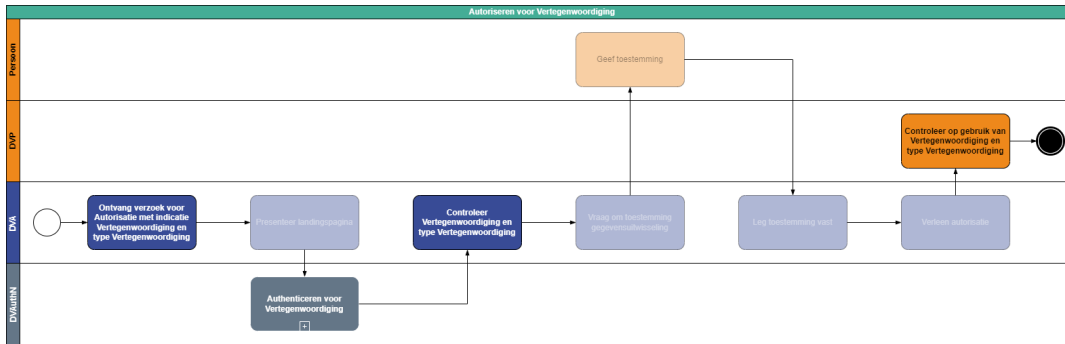 Autoriseren voor Vertegenwoordiging
Persoon
Geef toestemming
DVP
Controleer op gebruik van
Vertegenwoordiging en
type Vertegenwoordiging
DVA
Ontvang verzoek voor
Autorisatie met indicatie
Vertegenwoordiging en
type Vertegenwoordiging
Presenteer landingspagina
Controleer
Vertegenwoordiging en
type Vertegenwoordiging
Vraag om toestemming
gegevensuitwisseling
Leg toestemming vast
Verleen autorisatie
DVAuthN
Authenticeren voor
Vertegenwoordiging